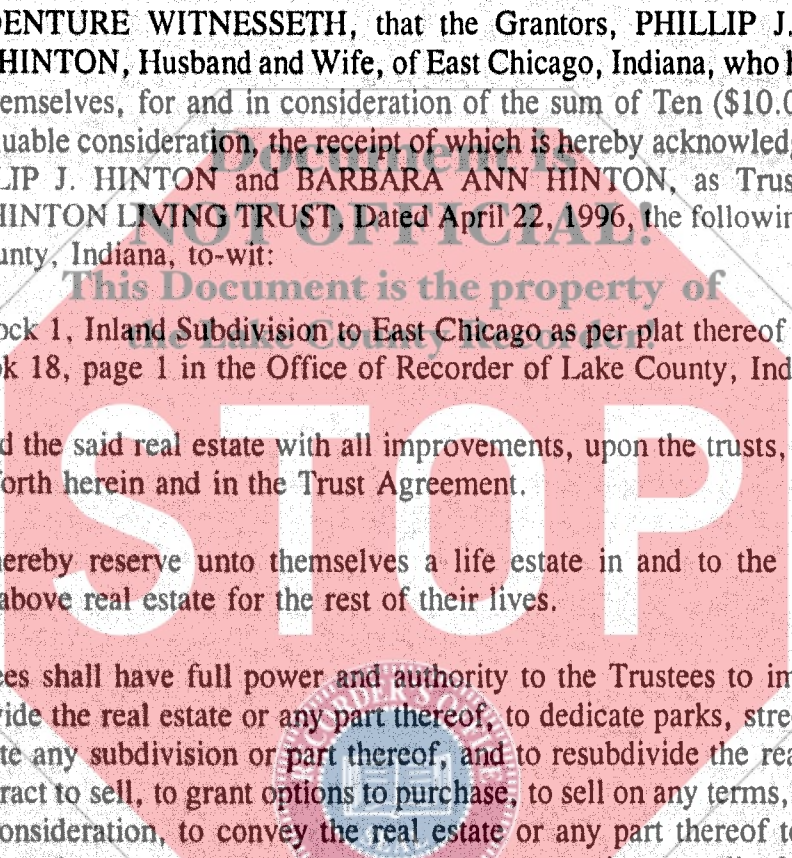 DENTURE WITNESSETH, that the Grantors, PHILLIP J.
HINTON, Husband and Wife, of East Chicago, Indiana, who
emselves, for and in consideration of the sum of Ten ($10.0
uable consideration, the receipt of which is hereby acknowledg
LIP J. HINTON and BARBARA ANN HINTON, as Trus
HINTON LIVING TRUST, Dated April 22, 1996, the followin
unty, Indiana, to-wit:
ock 1, Inland Subdivision to East Chicago as per plat thereof
ok 18, page 1 in the Office of Recorder of Lake County, Ind
d the said real estate with all improvements, upon the trusts,
forth herein and in the Trust Agreement.
hereby reserve unto themselves a life estate in and to the
above real estate for the rest of their lives.
ees shall have full power and authority to the Trustees to im
vide the real estate or any part thereof, to dedicate parks, stre
te any subdivision or part thereof, and to resubdivide the rea
ract to sell, to grant options to purchase, to sell on any terms,
onsideration, to convey the real estate or any part thereof to
Document is
NOT OFFICIAL!
This Document is the property of
the Lake County Recorder!
STOP
RECORDER'S OFFICE